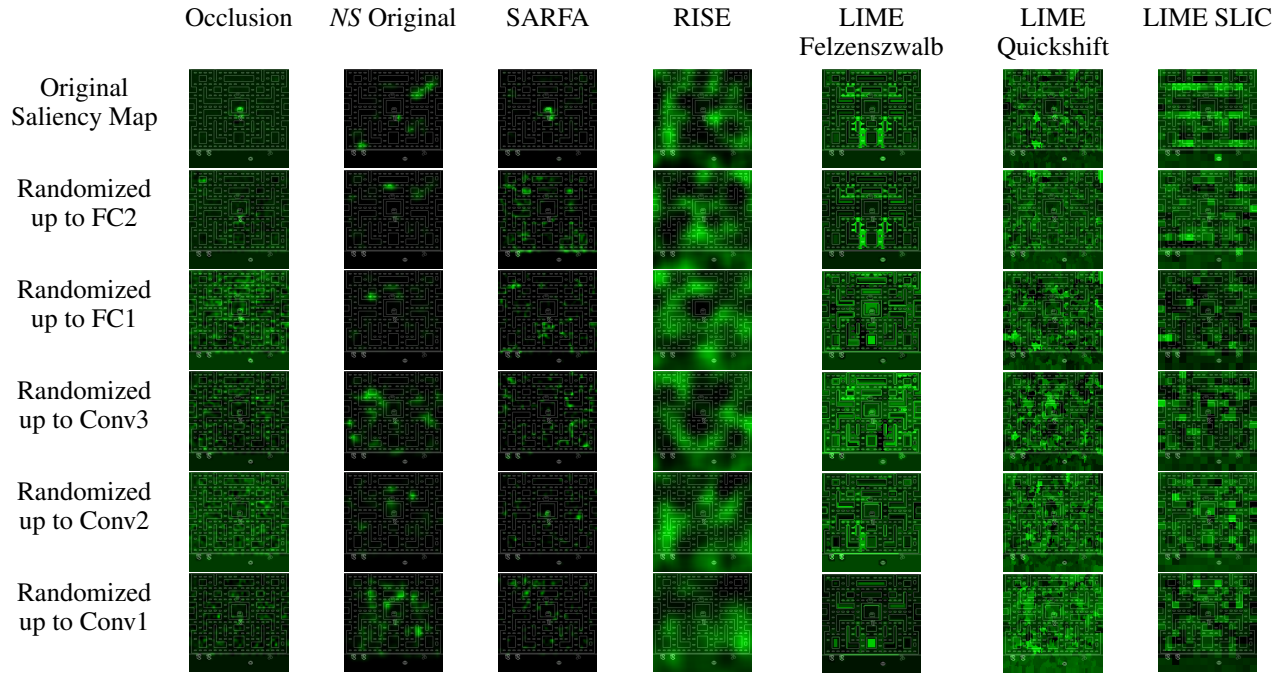 Occlusion NS Original SARFA RISE LIME LIME LIME SLIC
Felzenszwalb Quickshift
Original
Saliency Map
Randomized
up to FC2
Randomized
up to FC1
Randomized
up to Conv3
Randomized
up to Conv2
Randomized
up to Conv1